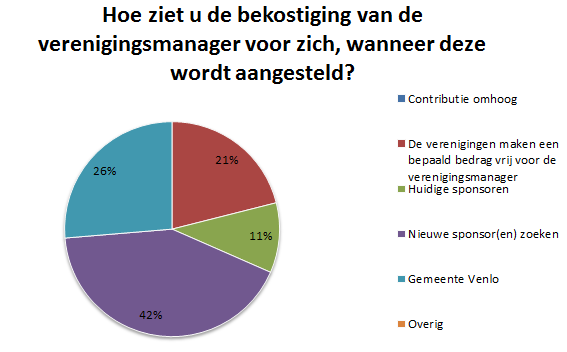 Hoe ziet u de bekostiging van de
verenigingsmanager voor zich, wanneer deze
wordt aangesteld?
Contributie omhoog
De verenigingen maken een
bepaald bedrag vrij voor de
verenigingsmanager
Huidige sponsoren
Nieuwe sponsor(en) zoeken
Gemeente Venlo
Overig
21%
11%
42%
26%